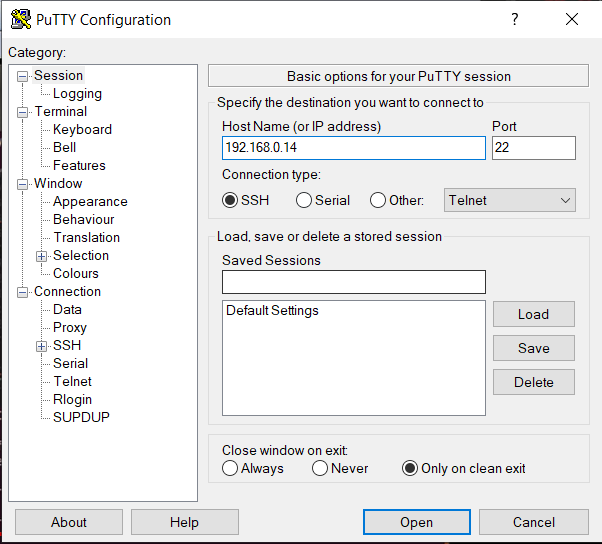 PuTTY Configuration
?
Category:
Session
Logging
Terminal
Keyboard
Bell
Features
Window
Appearance
Behaviour
Translation
Selection
Colours
Connection
Data
Proxy
SSH
Serial
Telnet
Rlogin
SUPDUP
Basic options for your PuTTY session
Specify the destination you want to connect to
Host Name (or IP address) Port
192.168.0.14 22
Connection type:
SSH Serial Other: Telnet
Load, save or delete a stored session
Saved Sessions
Default Settings
Load
Save
Delete
Close window on exit:
Always Never Only on clean exit
About Help Open Cancel